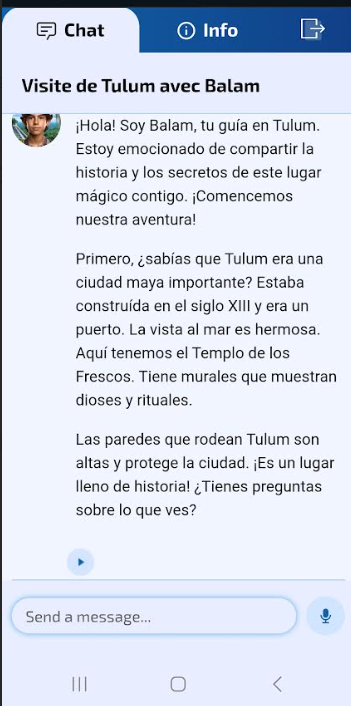 Chat
Info
Visite de Tulum avec Balam
¡Hola! Soy Balam, tu guía en Tulum.
Estoy emocionado de compartir la
historia y los secretos de este lugar
mágico contigo. ¡Comencemos
nuestra aventura!
Primero, ¿sabías que Tulum era una
ciudad maya importante? Estaba
construída en el siglo XIII y era un
puerto. La vista al mar es hermosa.
Aquí tenemos el Templo de los
Frescos. Tiene murales que muestran
dioses y rituales.
Las paredes que rodean Tulum son
altas y protege la ciudad. ¡Es un lugar
lleno de historia! ¿Tienes preguntas
sobre lo que ves?
Send a message...